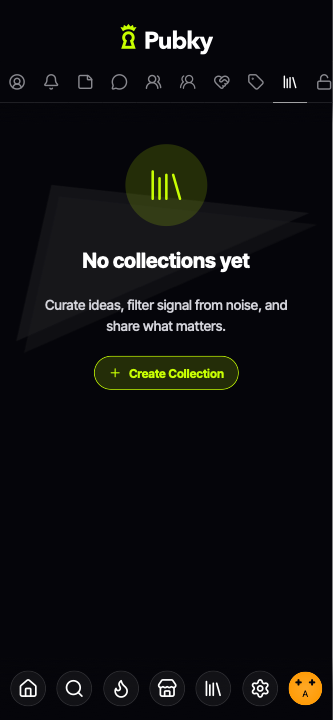 Pubky
No collections yet
Curate ideas, filter signal from noise, and
share what matters.
+ Create Collection
A